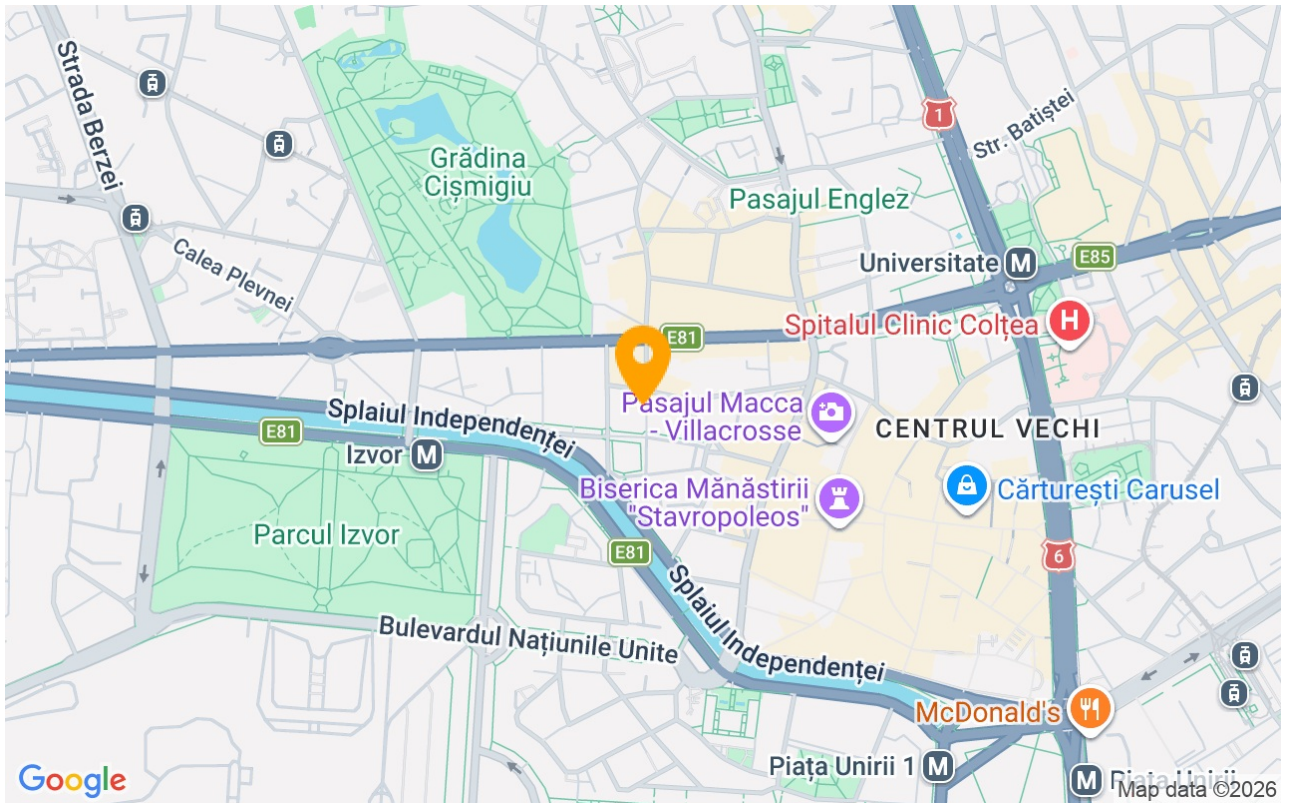 Strada Berzei
1
Str. Batiștei
Grădina
Cișmigiu
Pasajul Englez
Calea Plevnei
Universitate M
E85
Spitalul Clinic Colțea H
E81
Pasajul Macca
- Villacrosse
Splaiul Independenței
E81
CENTRUL VECHI
Izvor M
Biserica Mănăstirii
"Stavropoleos"
Cărturești Carusel
Parcul Izvor
E81
6
Splaiul Independenței
Bulevardul Națiunile Unite
McDonald's
Piața Unirii 1 M
M Piața Unirii
Google
Map data ©2026